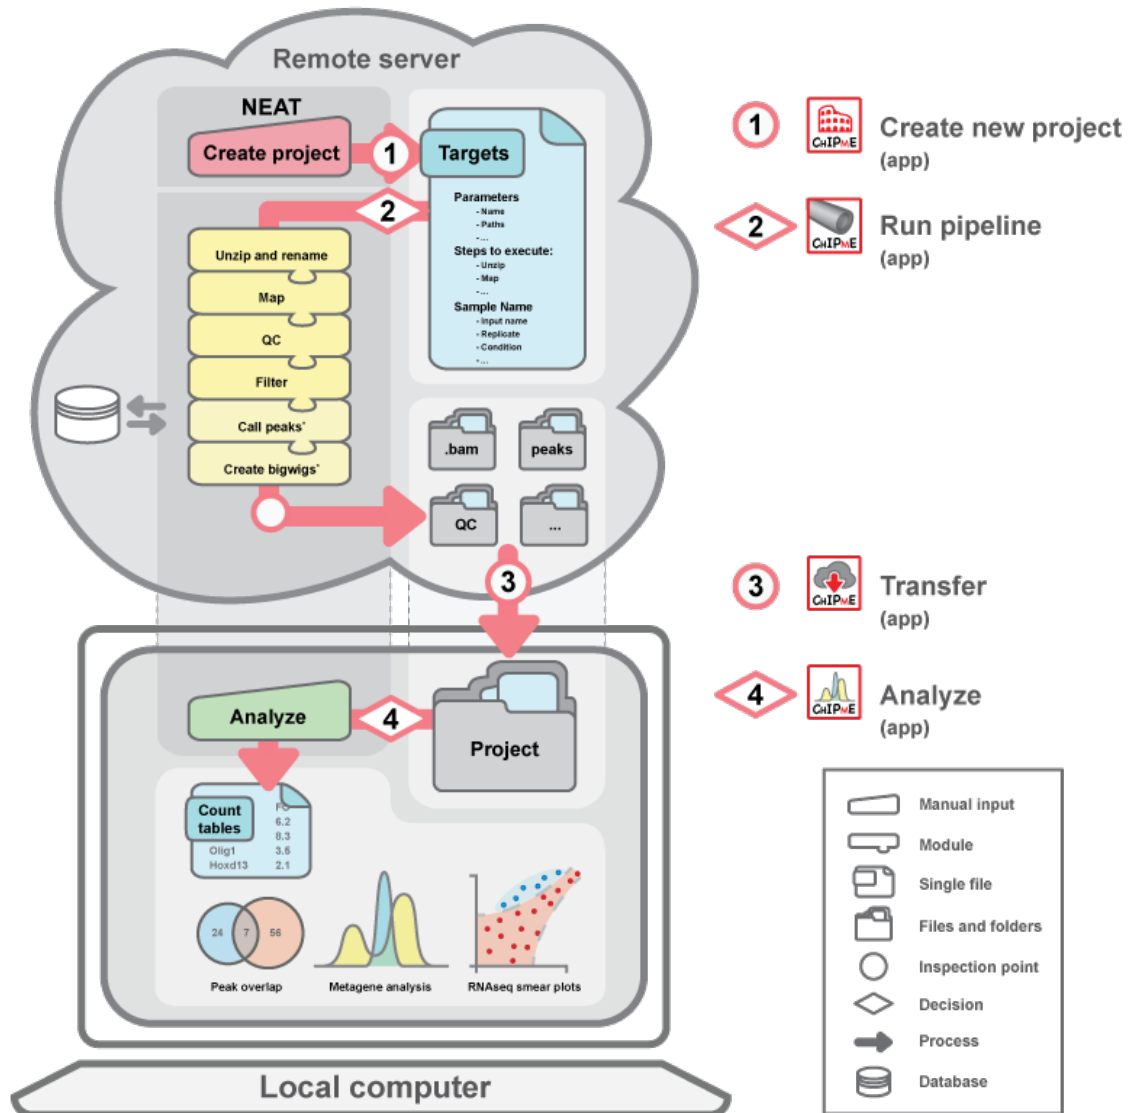 Remote server
NEAT
Create project
1
Targets
2
Parameters
- Name
- Paths
-...
Steps to execute:
- Unzip
- Map
- ...
Sample Name
- Input name
- Replicate
- Condition
-...
Unzip and rename
Map
QC
Filter
Call peaks*
Create bigwigs*
.bam
peaks
QC
...
3
Analyze
4
Project
Count
tables
FC
6.2
8.3
Olig1 3.5
Hoxd13 2.1
24 7 56
Peak overlap
Metagene analysis
RNAseq smear plots
Local computer
1
CHIPME
Create new project
(app)
2
CHIPME
Run pipeline
(app)
3
CHIPME
Transfer
(app)
4
CHIPME
Analyze
(app)
Manual input
Module
Single file
Files and folders
Inspection point
Decision
Process
Database